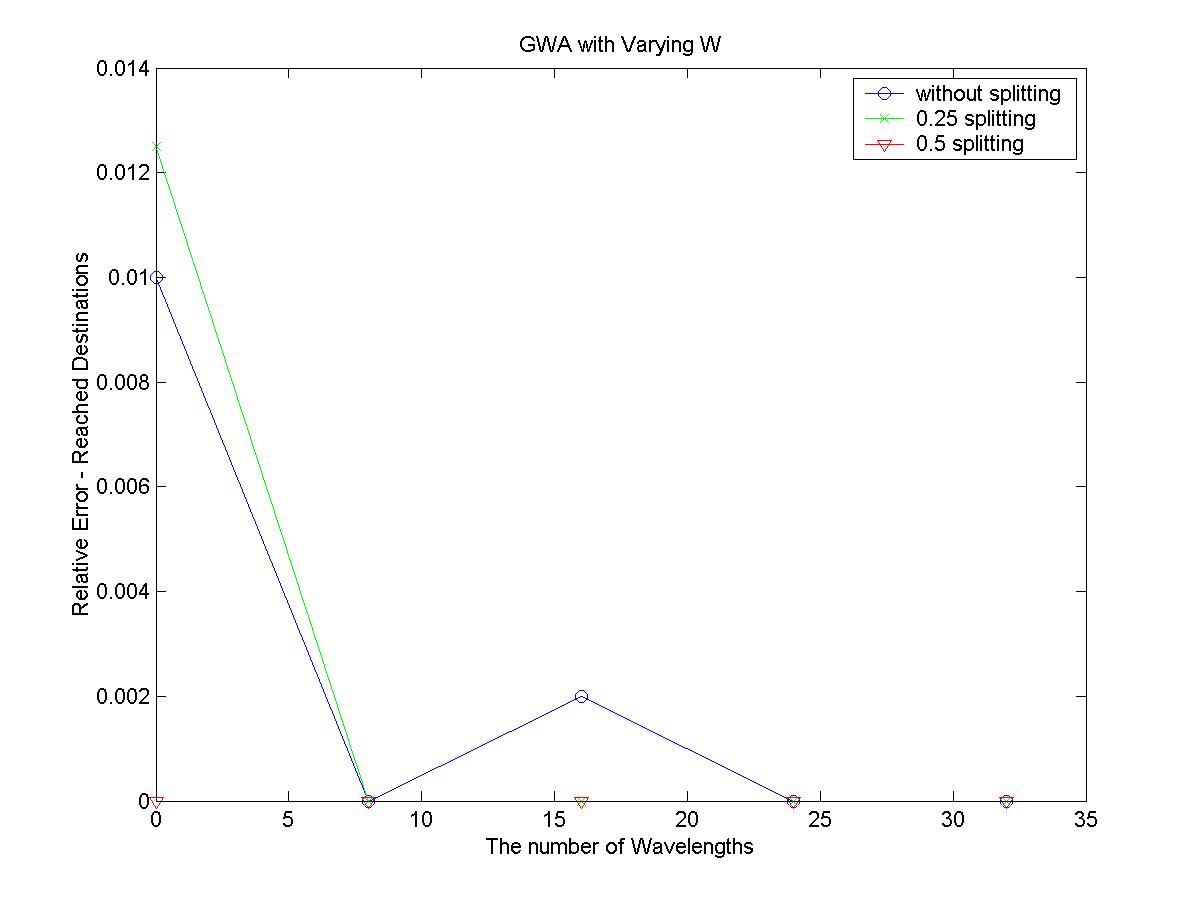 GWA with Varying W
0.014
0.012
0.01
0.008
0.006
0.004
0.002
0
Relative Error - Reached Destinations
without splitting
0.25 splitting
0.5 splitting
0 5 10 15 20 25 30 35
The number of Wavelengths